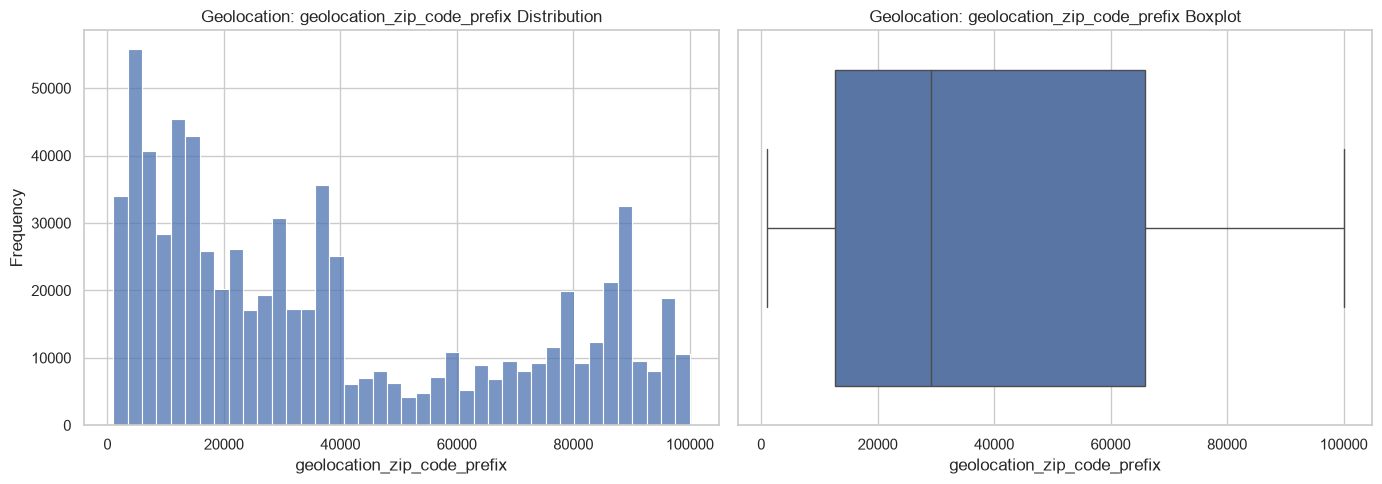 Geolocation: geolocation_zip_code_prefix Distribution
Frequency
50000
40000
30000
20000
10000
0
0 20000 40000 60000 80000 100000
geolocation_zip_code_prefix
Geolocation: geolocation_zip_code_prefix Boxplot
0 20000 40000 60000 80000 100000
geolocation_zip_code_prefix